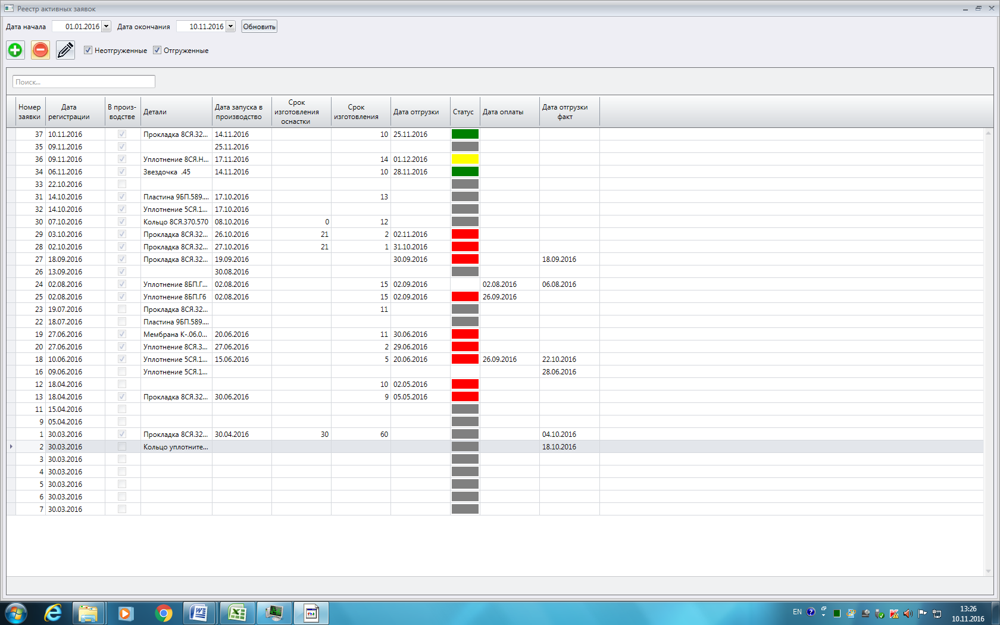 Реестр активных заявок
Дата начала 01.01.2016 Дата окончания 10.11.2016 Обновить
Неотгруженные Отгруженные
Поиск...
Номер заявки Дата регистрации В произ-водстве Детали Дата запуска в производство Срок изготовления оснастки Срок изготовления Дата отгрузки Статус Дата оплаты Дата отгрузки факт
37 10.11.2016 Прокладка 8СЯ.32... 14.11.2016 10 25.11.2016
35 09.11.2016 25.11.2016
36 09.11.2016 Уплотнение 8СЯ.Н... 17.11.2016 14 01.12.2016
34 06.11.2016 Звездочка .45 14.11.2016 10 28.11.2016
33 22.10.2016
31 14.10.2016 Пластина 9БП.589.... 17.10.2016 13
32 14.10.2016 Уплотнение 5СЯ.1... 17.10.2016
30 07.10.2016 Кольцо 8СЯ.370.570 08.10.2016 0 12
29 03.10.2016 Прокладка 8СЯ.32... 26.10.2016 21 2 02.11.2016
28 02.10.2016 Прокладка 8СЯ.32... 27.10.2016 21 1 31.10.2016
27 18.09.2016 Прокладка 8СЯ.32... 19.09.2016 30.09.2016 18.09.2016
26 13.09.2016 30.08.2016
24 02.08.2016 Уплотнение 8БП.Г... 02.08.2016 15 02.09.2016 02.08.2016 06.08.2016
25 02.08.2016 Уплотнение 8БП.Г6 02.08.2016 15 02.09.2016 26.09.2016
23 19.07.2016 Прокладка 8СЯ.32... 11
22 18.07.2016 Пластина 9БП.589....
19 27.06.2016 Мембрана К-.06.0... 20.06.2016 11 30.06.2016
20 27.06.2016 Уплотнение 8СЯ.3... 27.06.2016 2 29.06.2016
18 10.06.2016 Уплотнение 5СЯ.1... 15.06.2016 5 20.06.2016 26.09.2016 22.10.2016
16 09.06.2016 Уплотнение 5СЯ.1... 28.06.2016
12 18.04.2016 10 02.05.2016
13 18.04.2016 Прокладка 8СЯ.32... 30.06.2016 9 05.05.2016
11 15.04.2016
9 05.04.2016
1 30.03.2016 Прокладка 8СЯ.32... 30.04.2016 30 60 04.10.2016
2 30.03.2016 Кольцо уплотните... 18.10.2016
3 30.03.2016
4 30.03.2016
5 30.03.2016
6 30.03.2016
7 30.03.2016
EN 13:26
10.11.2016